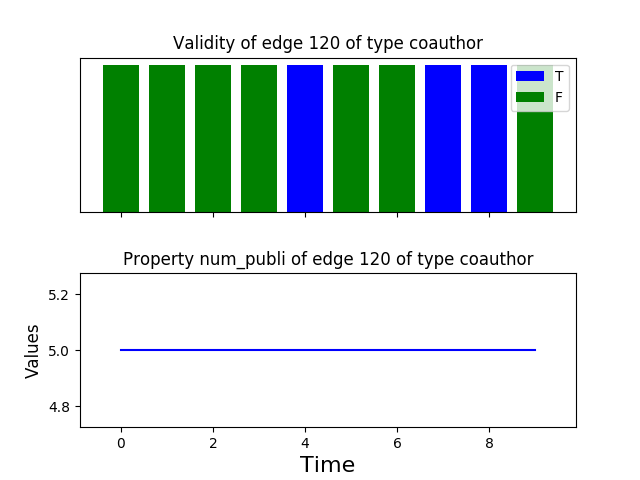 Validity of edge 120 of type coauthor
T
F
Property num_publi of edge 120 of type coauthor
5.2
5.0
4.8
Values
0 2 4 6 8
Time